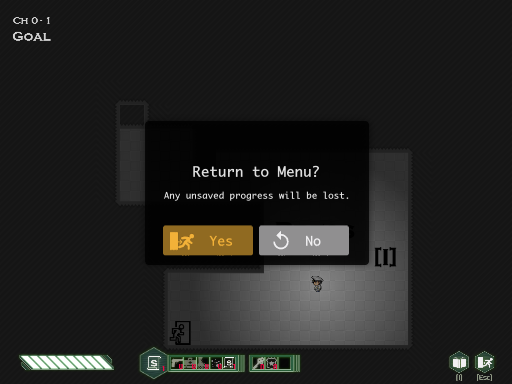 CH 0-1
GOAL
Return to Menu?
Any unsaved progress will be lost.
Yes
No
[I]
S
S
[I]
[Esc]